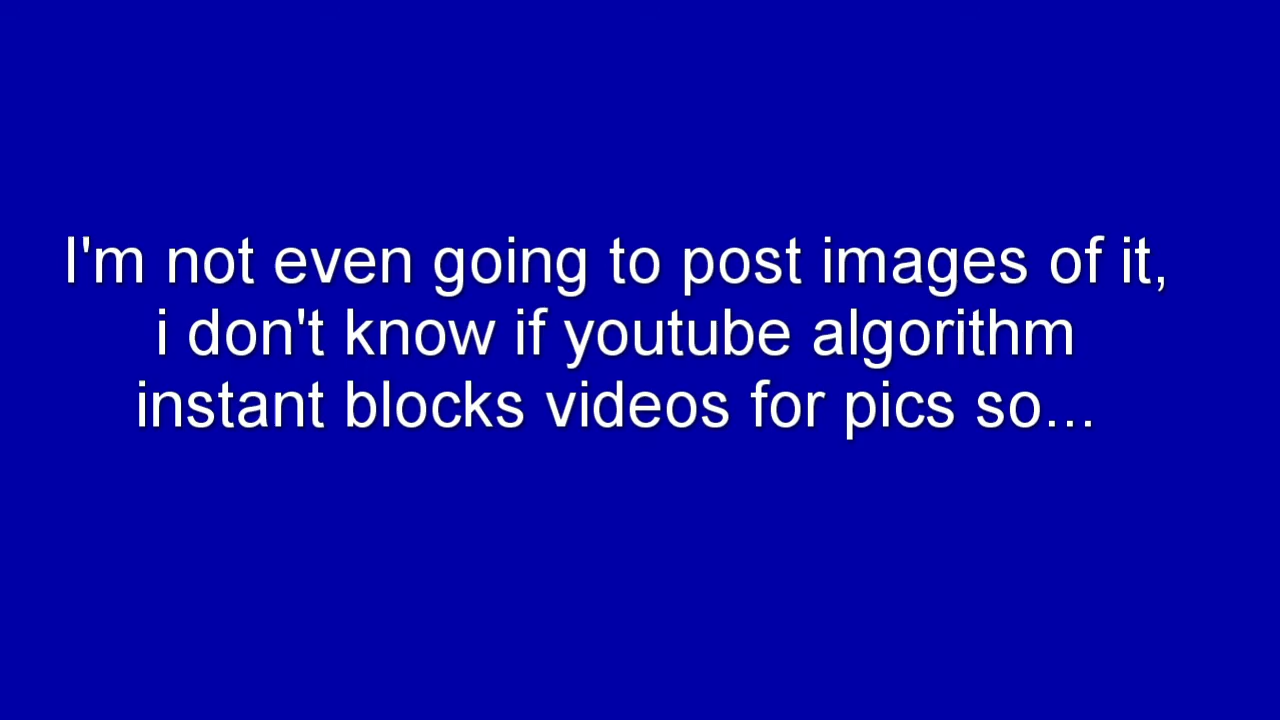 I'm not even going to post images of it,
i don't know if youtube algorithm
instant blocks videos for pics so...